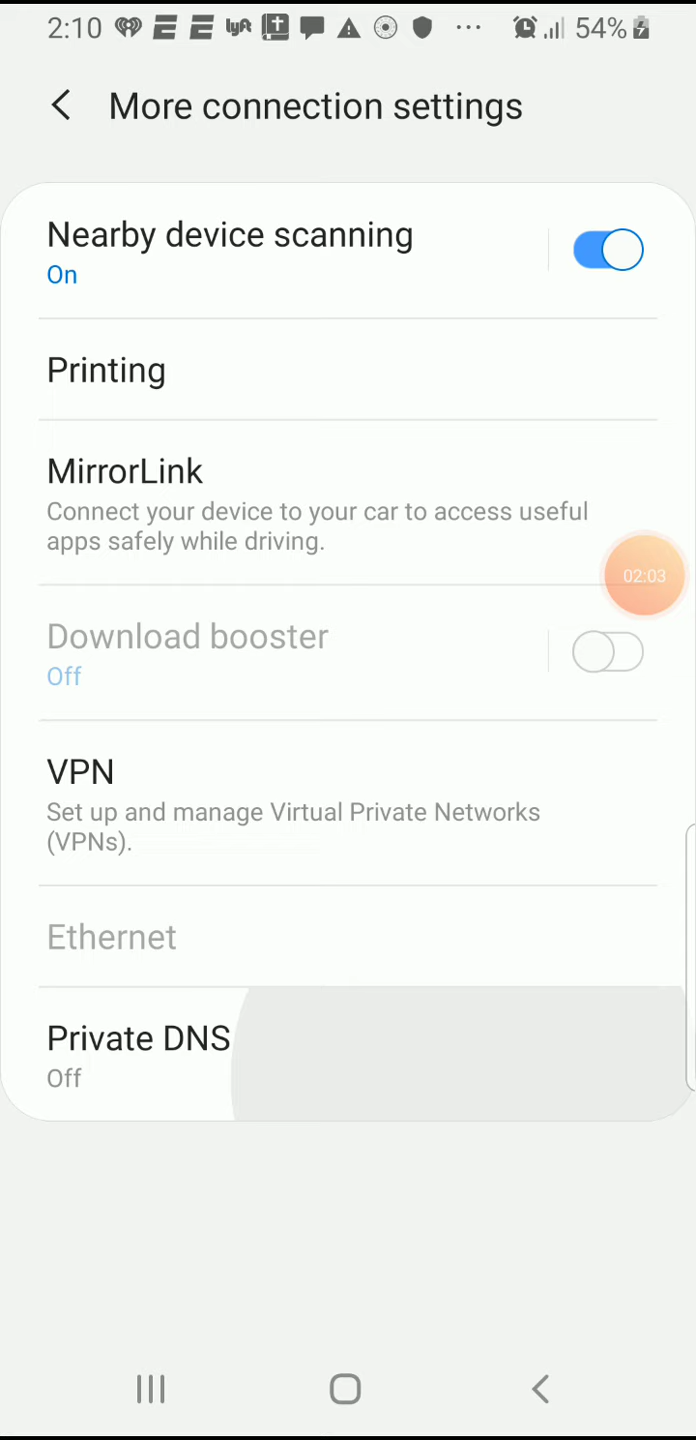 2:10 lyft 54%
More connection settings
Nearby device scanning
On
Printing
MirrorLink
Connect your device to your car to access useful
apps safely while driving.
02:03
Download booster
Off
VPN
Set up and manage Virtual Private Networks
(VPNs).
Ethernet
Private DNS
Off